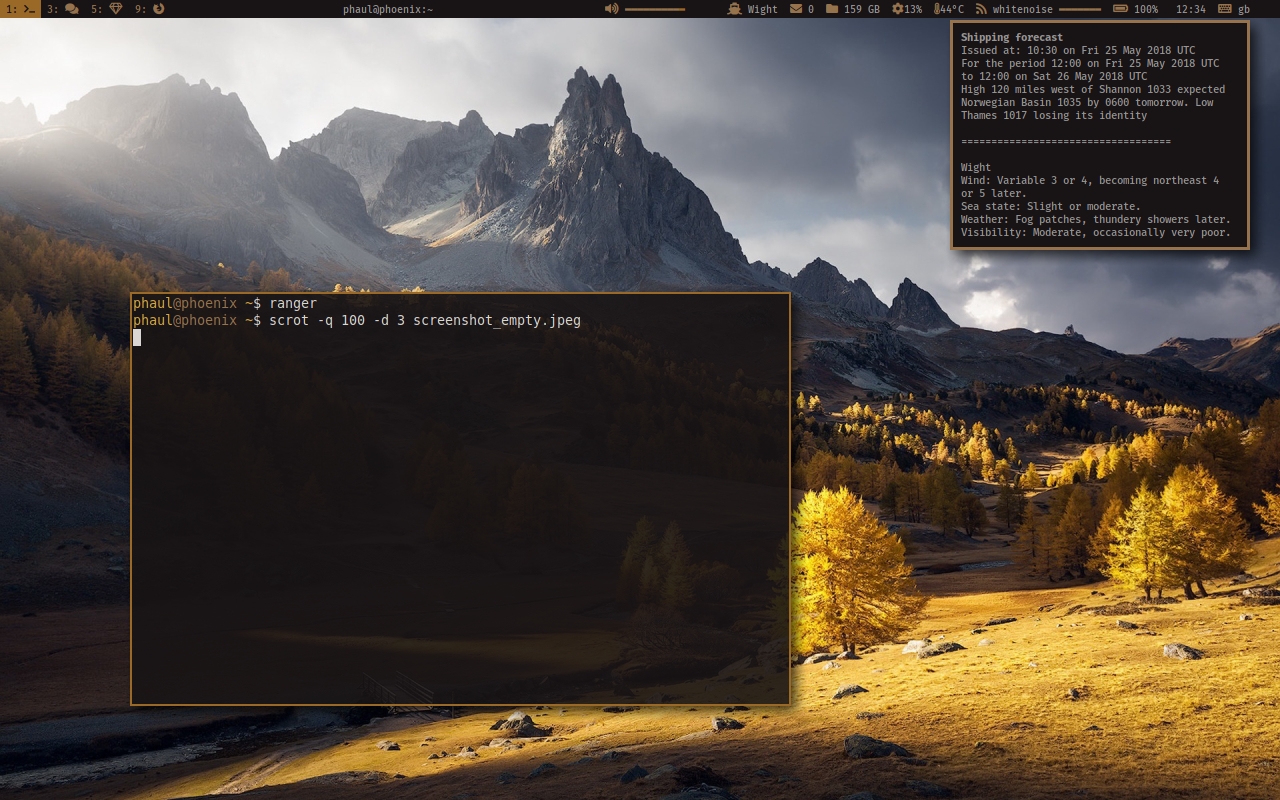 1: 3: 5: 9: phaul@phoenix:~ Wight 0 159 GB 13% 44°C whitenoise 100% 12:34 gb
Shipping forecast
Issued at: 10:30 on Fri 25 May 2018 UTC
For the period 12:00 on Fri 25 May 2018 UTC
to 12:00 on Sat 26 May 2018 UTC
High 120 miles west of Shannon 1033 expected
Norwegian Basin 1035 by 0600 tomorrow. Low
Thames 1017 losing its identity
===================================
Wight
Wind: Variable 3 or 4, becoming northeast 4
or 5 later.
Sea state: Slight or moderate.
Weather: Fog patches, thundery showers later.
Visibility: Moderate, occasionally very poor.
phaul@phoenix ~$ ranger
phaul@phoenix ~$ scrot -q 100 -d 3 screenshot_empty.jpeg